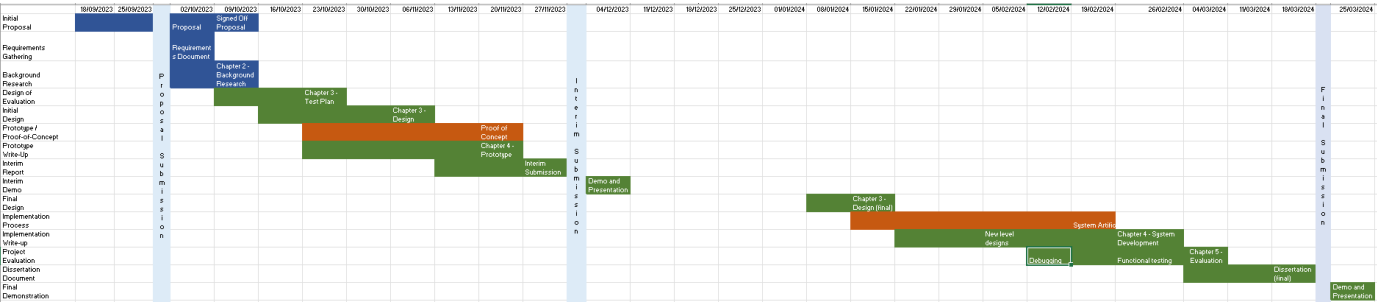 18/09/2023 25/09/2023 02/10/2023 09/10/2023 16/10/2023 23/10/2023 30/10/2023 06/11/2023 13/11/2023 20/11/2023 27/11/2023 04/12/2023 11/12/2023 18/12/2023 25/12/2023 01/01/2024 08/01/2024 15/01/2024 22/01/2024 29/01/2024 05/02/2024 12/02/2024 19/02/2024 26/02/2024 04/03/2024 11/03/2024 18/03/2024 25/03/2024
Initial
Proposal
Proposal
Signed Off
Proposal
Requirements
Gathering
Requirement
s Document
Background
Research
Chapter 2 -
Background
Research
Proposal Submission
Design of
Evaluation
Chapter 3 -
Test Plan
Initial
Design
Chapter 3 -
Design
Prototype /
Proof-of-Concept
Proof of
Concept
Prototype
Write-Up
Chapter 4 -
Prototype
Interim
Report
Interim
Submission
Interim Submission
Interim
Demo
Demo and
Presentation
Final
Design
Chapter 3 -
Design (final)
Implementation
Process
System Artific
Implementation
Write-up
New level
designs
Chapter 4 - System
Development
Project
Evaluation
Debugging
Functional testing
Chapter 5 -
Evaluation
Dissertation
Document
Dissertation
(final)
Final Submission
Final
Demonstration
Demo and
Presentation